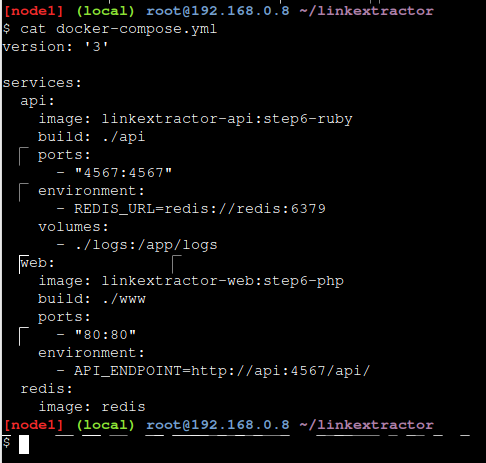 [node1] (local) root@192.168.0.8 ~/linkextractor
$ cat docker-compose.yml
version: '3'

services:
  api:
    image: linkextractor-api:step6-ruby
    build: ./api
    ports:
      - "4567:4567"
    environment:
      - REDIS_URL=redis://redis:6379
    volumes:
      - ./logs:/app/logs
  web:
    image: linkextractor-web:step6-php
    build: ./www
    ports:
      - "80:80"
    environment:
      - API_ENDPOINT=http://api:4567/api/
  redis:
    image: redis
[node1] (local) root@192.168.0.8 ~/linkextractor
$